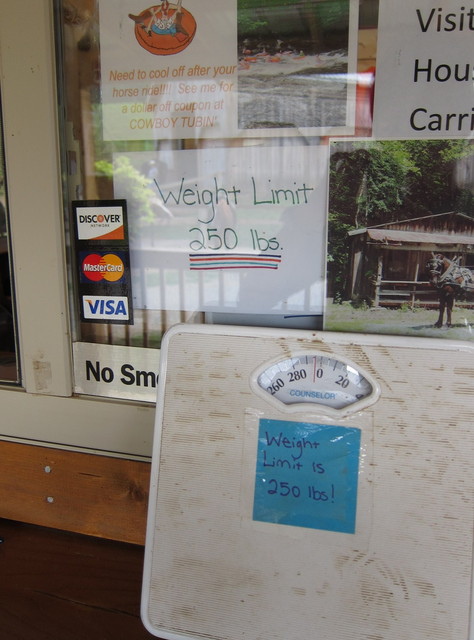 Need to cool off after your
horse ride!!! See me for
a dollar off coupon at
COWBOY TUBIN'
Visit
Hou
Carri
Weight Limit
250 lbs.
DISCOVER
NETWORK
MasterCard
VISA
No Smo
260 280 0 20
COUNSELOR
Weight
Limit is
250 lbs!